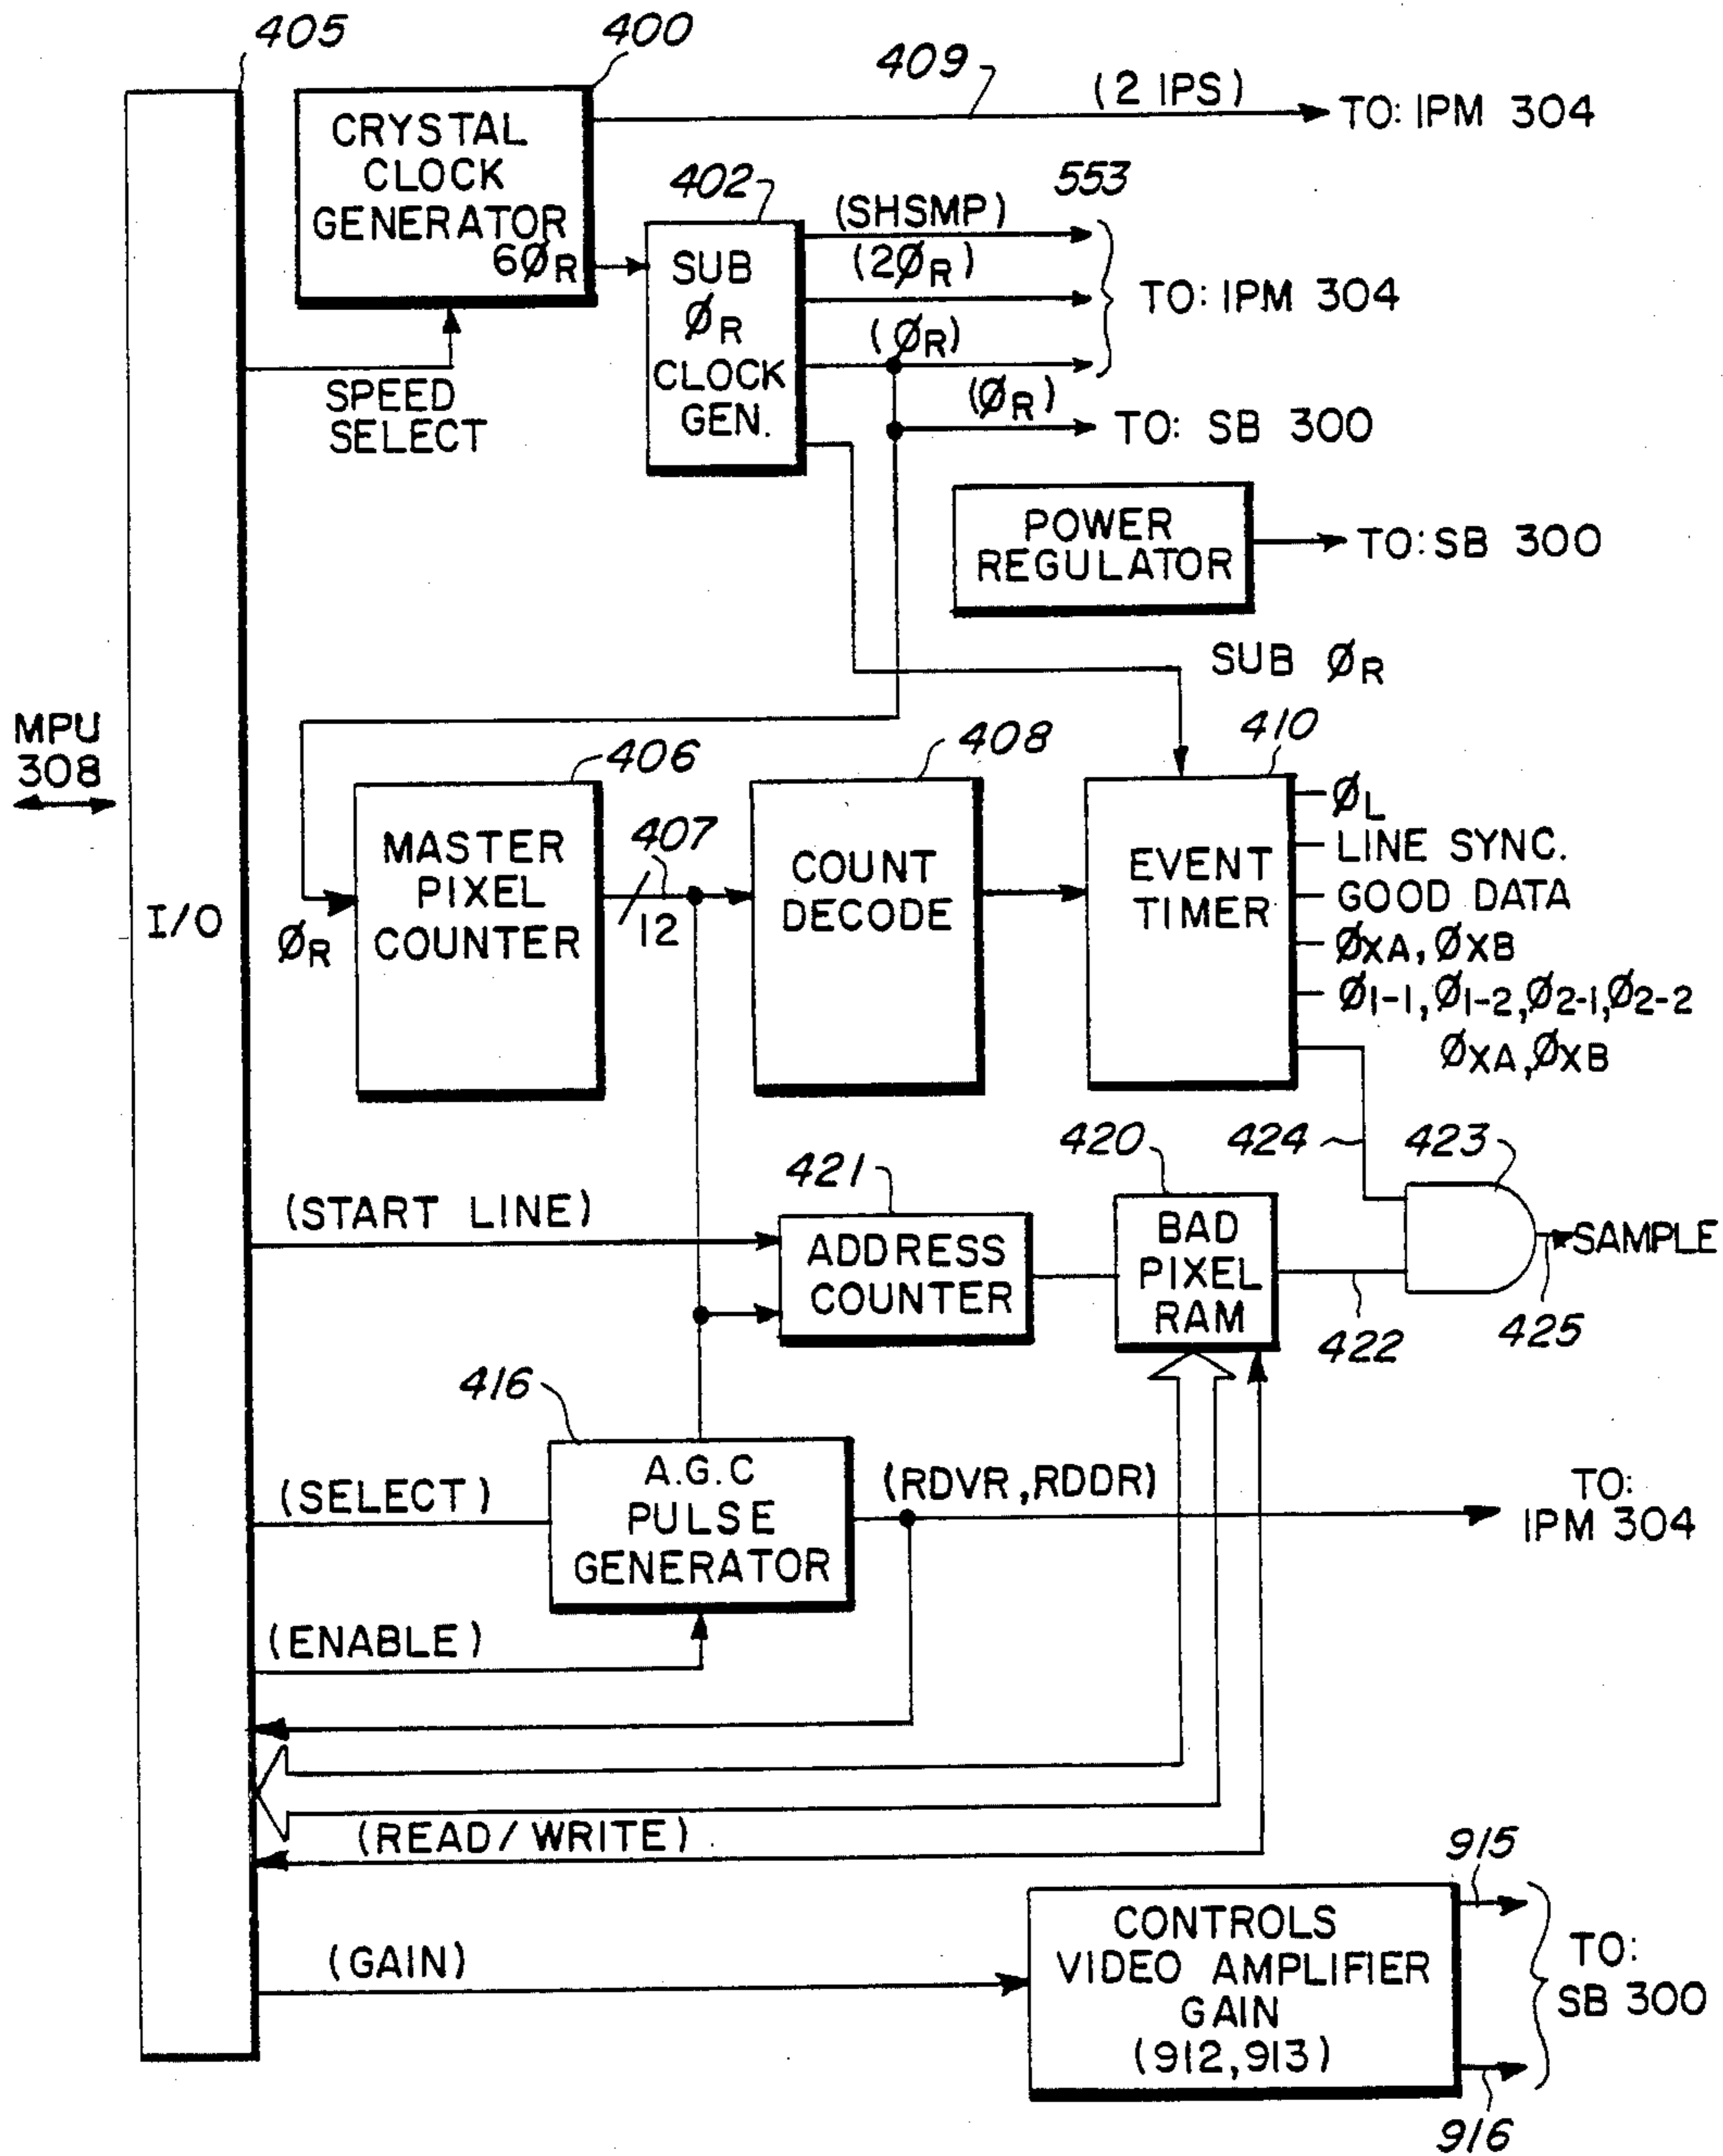 405
400
409
(2 IPS)
TO: IPM 304
CRYSTAL
CLOCK
GENERATOR
6ØR
402
553
(SHSMP)
(2ØR)
(ØR)
TO: IPM 304
SUB
ØR
CLOCK
GEN.
SPEED
SELECT
(ØR)
TO: SB 300
POWER
REGULATOR
TO: SB 300
SUB ØR
MPU
308
I/O
406
408
410
407
12
ØR
MASTER
PIXEL
COUNTER
COUNT
DECODE
EVENT
TIMER
ØL
LINE SYNC.
GOOD DATA
ØXA, ØXB
Ø1-1, Ø1-2, Ø2-1, Ø2-2
ØXA, ØXB
420
424
423
421
(START LINE)
ADDRESS
COUNTER
BAD
PIXEL
RAM
SAMPLE
422
425
416
(SELECT)
A.G.C
PULSE
GENERATOR
(RDVR, RDDR)
TO:
IPM 304
(ENABLE)
(READ/WRITE)
915
(GAIN)
CONTROLS
VIDEO AMPLIFIER
GAIN
(912, 913)
TO:
SB 300
916